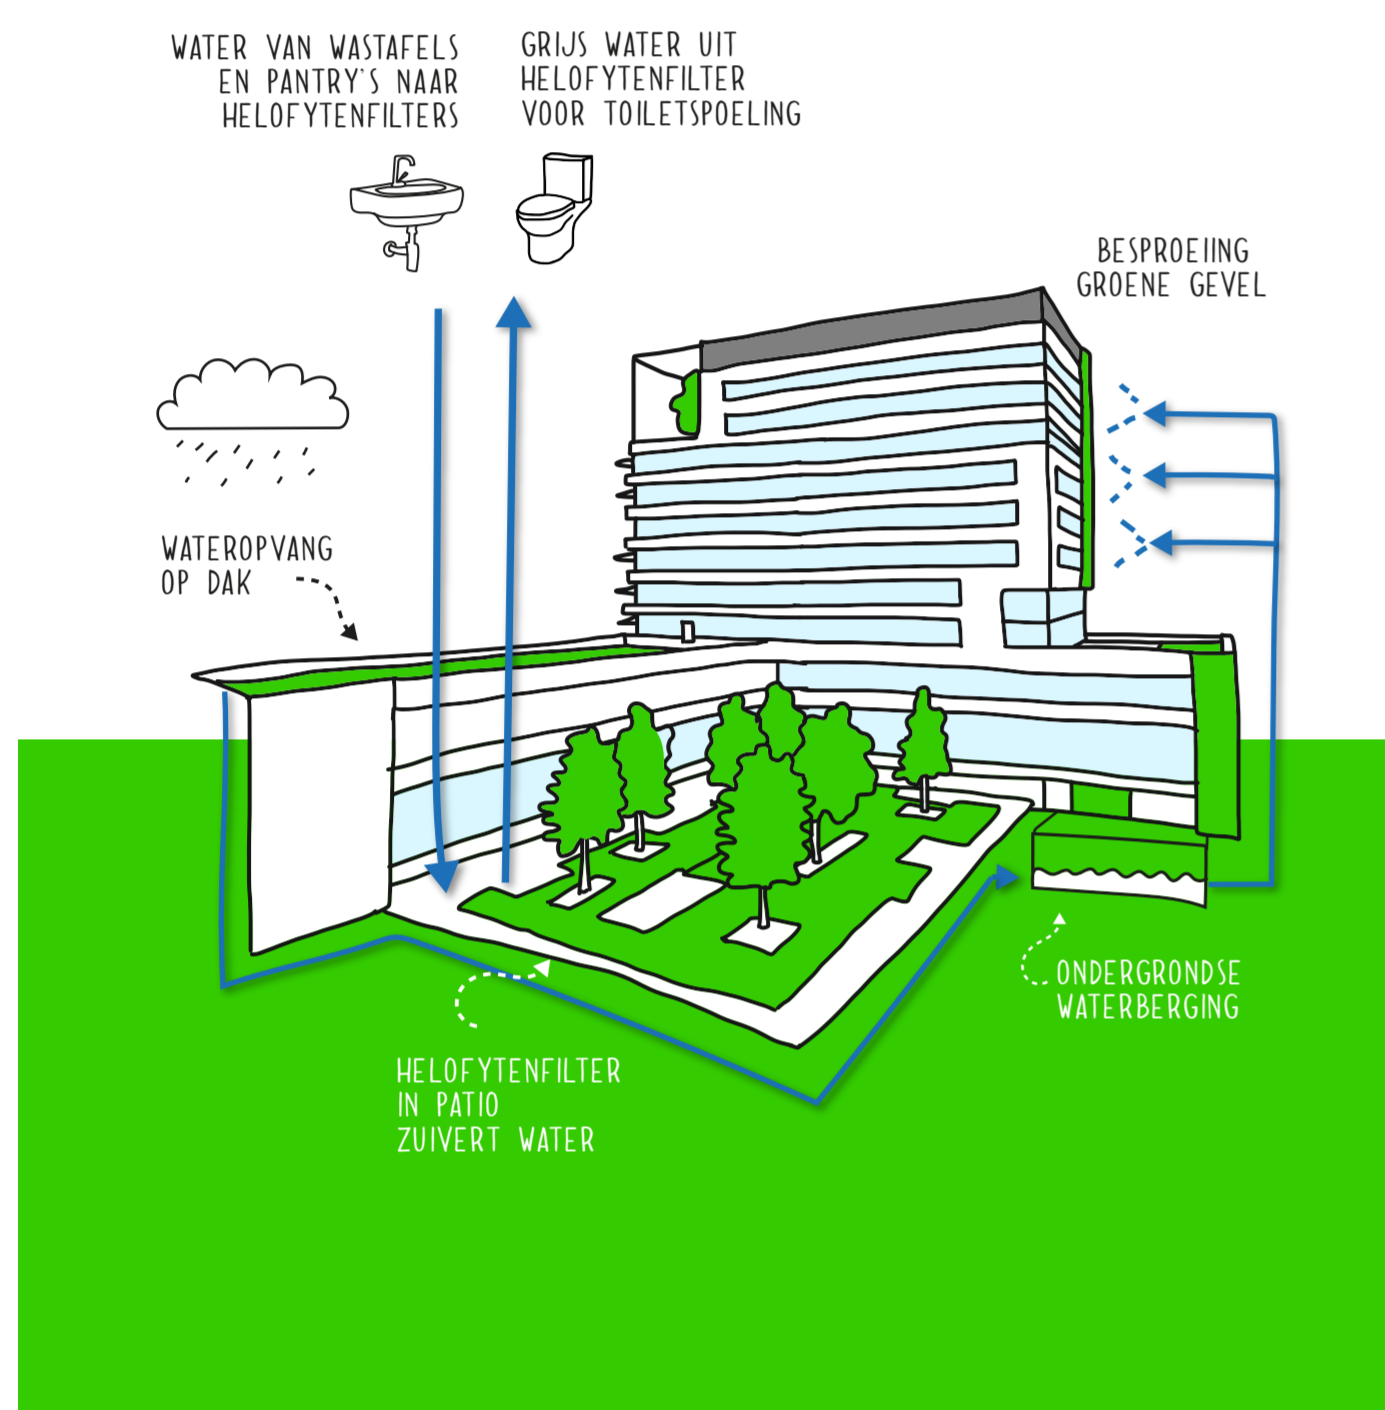 WATER VAN WASTAFELS
EN PANTRY'S NAAR
HELOFYTENFILTERS
GRIJS WATER UIT
HELOFYTENFILTER
VOOR TOILETSPOELING
BESPROEIING
GROENE GEVEL
WATEROPVANG
OP DAK
ONDERGRONDSE
WATERBERGING
HELOFYTENFILTER
IN PATIO
ZUIVERT WATER